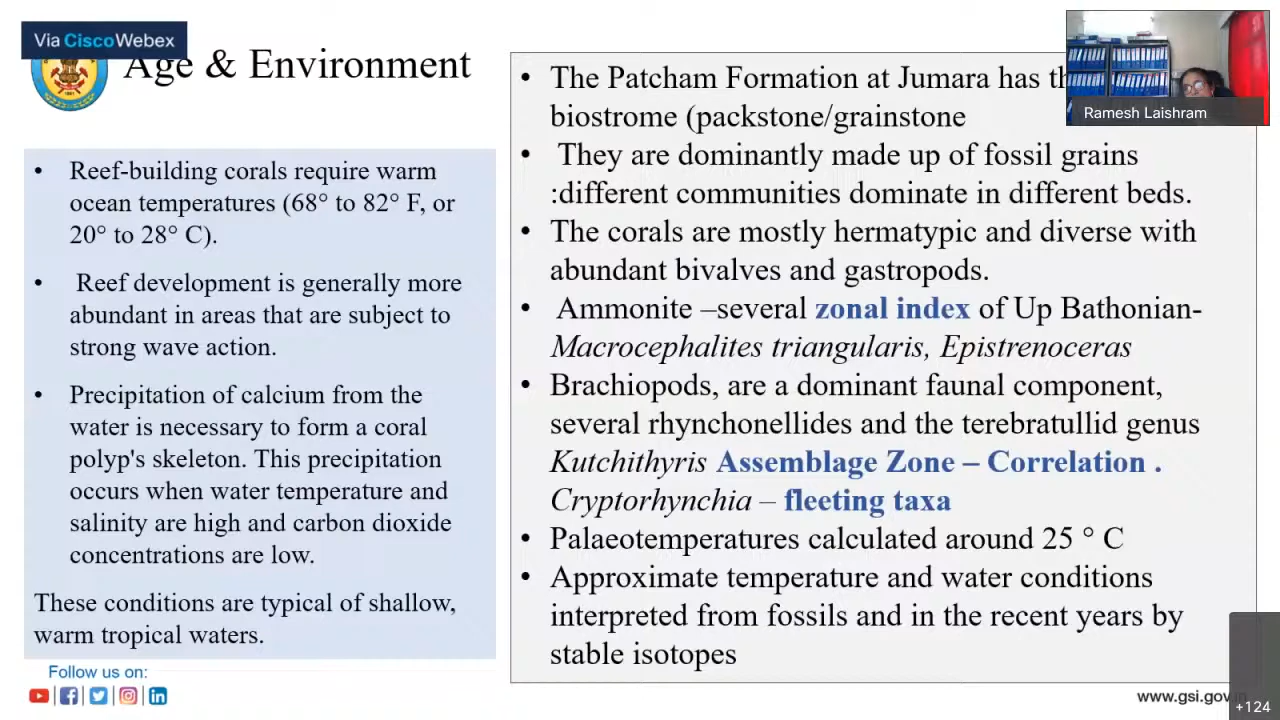 Via Cisco Webex
Age & Environment
• Reef-building corals require warm
ocean temperatures (68° to 82° F, or
20° to 28° C).
• Reef development is generally more
abundant in areas that are subject to
strong wave action.
• Precipitation of calcium from the
water is necessary to form a coral
polyp's skeleton. This precipitation
occurs when water temperature and
salinity are high and carbon dioxide
concentrations are low.
These conditions are typical of shallow,
warm tropical waters.
Follow us on:
• The Patcham Formation at Jumara has
biostrome (packstone/grainstone
• They are dominantly made up of fossil grains
:different communities dominate in different beds.
• The corals are mostly hermatypic and diverse with
abundant bivalves and gastropods.
• Ammonite –several zonal index of Up Bathonian-
Macrocephalites triangularis, Epistrenoceras
• Brachiopods, are a dominant faunal component,
several rhynchonellides and the terebratullid genus
Kutchithyris Assemblage Zone – Correlation .
Cryptorhynchia – fleeting taxa
• Palaeotemperatures calculated around 25 ° C
• Approximate temperature and water conditions
interpreted from fossils and in the recent years by
stable isotopes
Ramesh Laishram
www.gsi.gov.in
+124